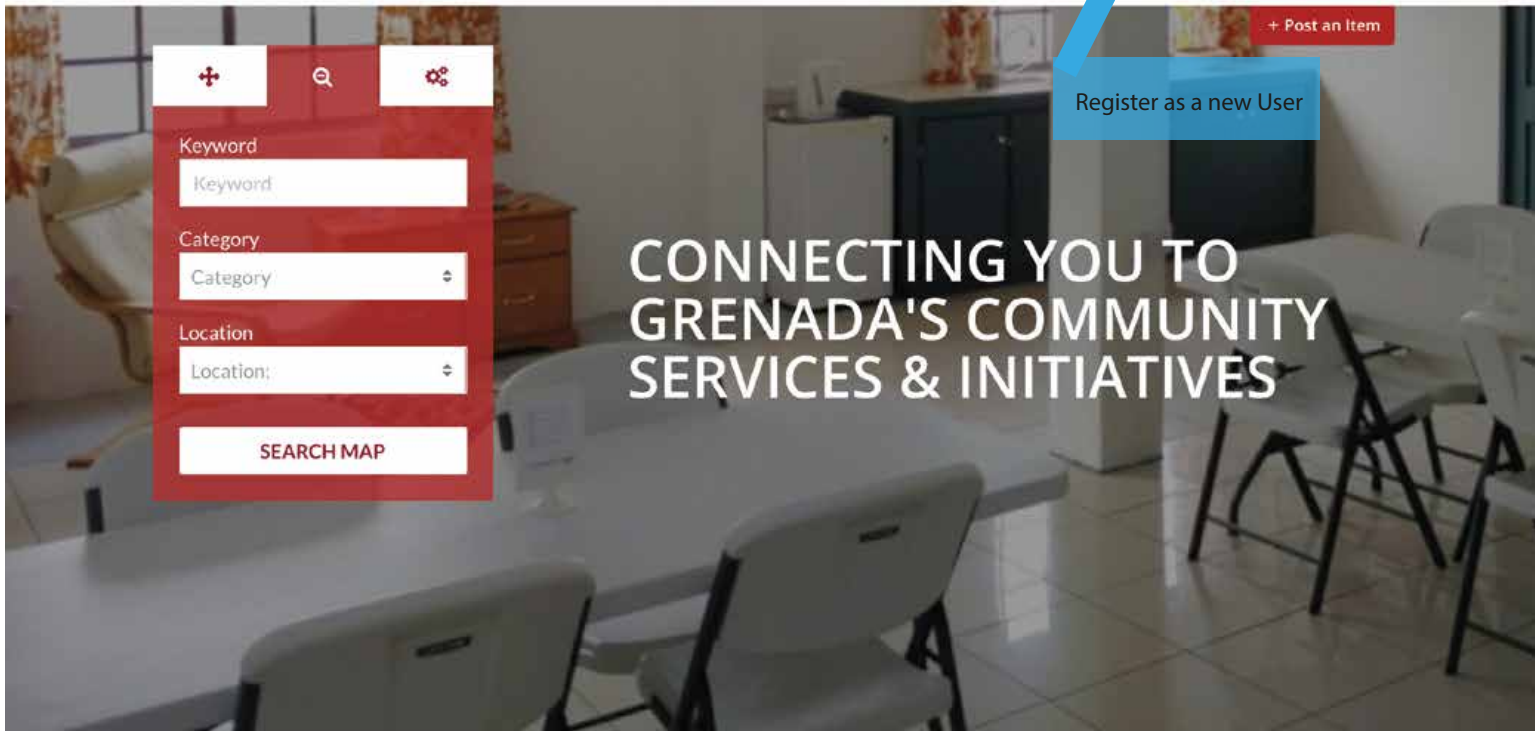 + Post an Item
Register as a new User
Keyword
Keyword
Category
Category
Location
Location:
SEARCH MAP
CONNECTING YOU TO
GRENADA'S COMMUNITY
SERVICES & INITIATIVES